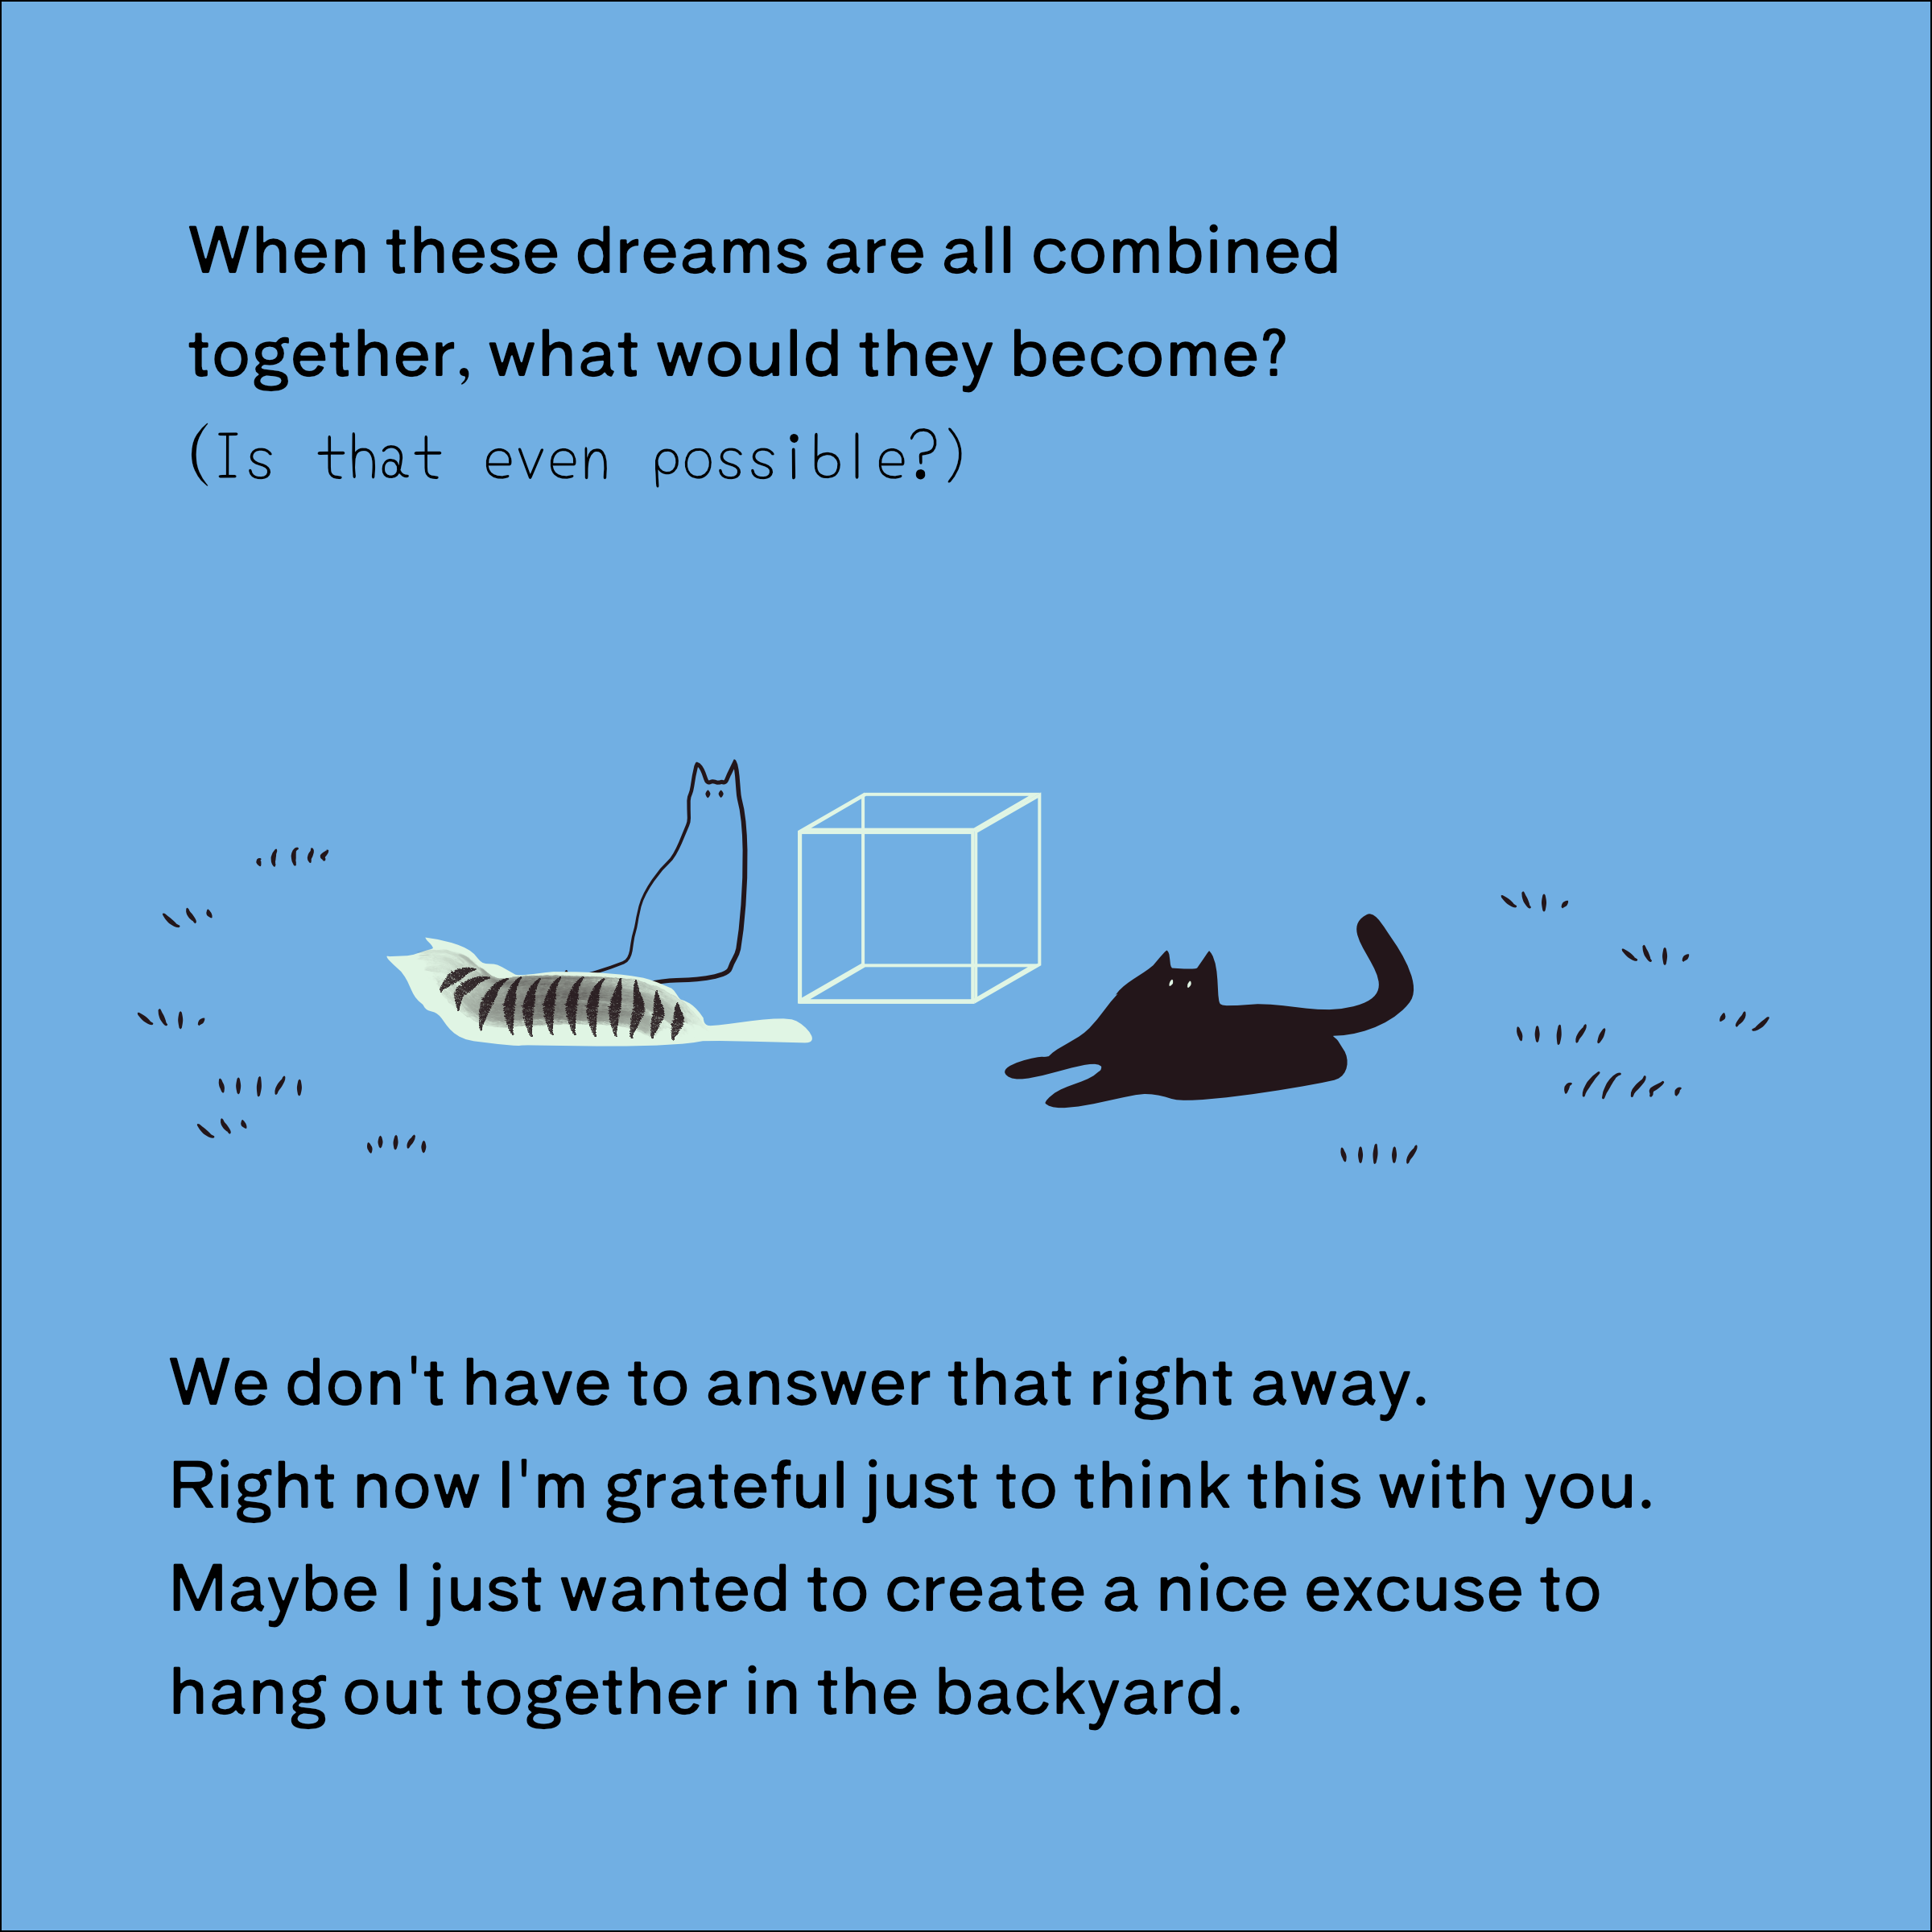 When these dreams are all combined
together, what would they become?
(Is that even possible?)
We don't have to answer that right away.
Right now I'm grateful just to think this with you.
Maybe I just wanted to create a nice excuse to
hang out together in the backyard.